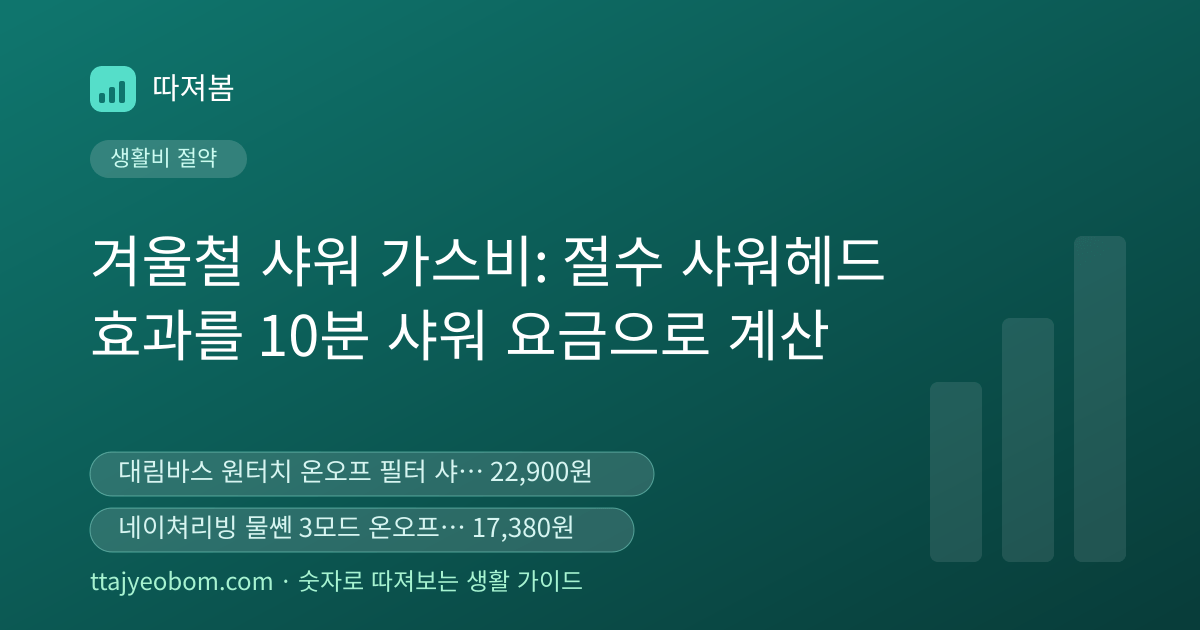 따져봄
생활비 절약
겨울철 샤워 가스비: 절수 샤워헤드
효과를 10분 샤워 요금으로 계산
대림바스 원터치 온오프 필터 샤… 22,900원
네이쳐리빙 물쎈 3모드 온오프… 17,380원
ttajyeobom.com · 숫자로 따져보는 생활 가이드